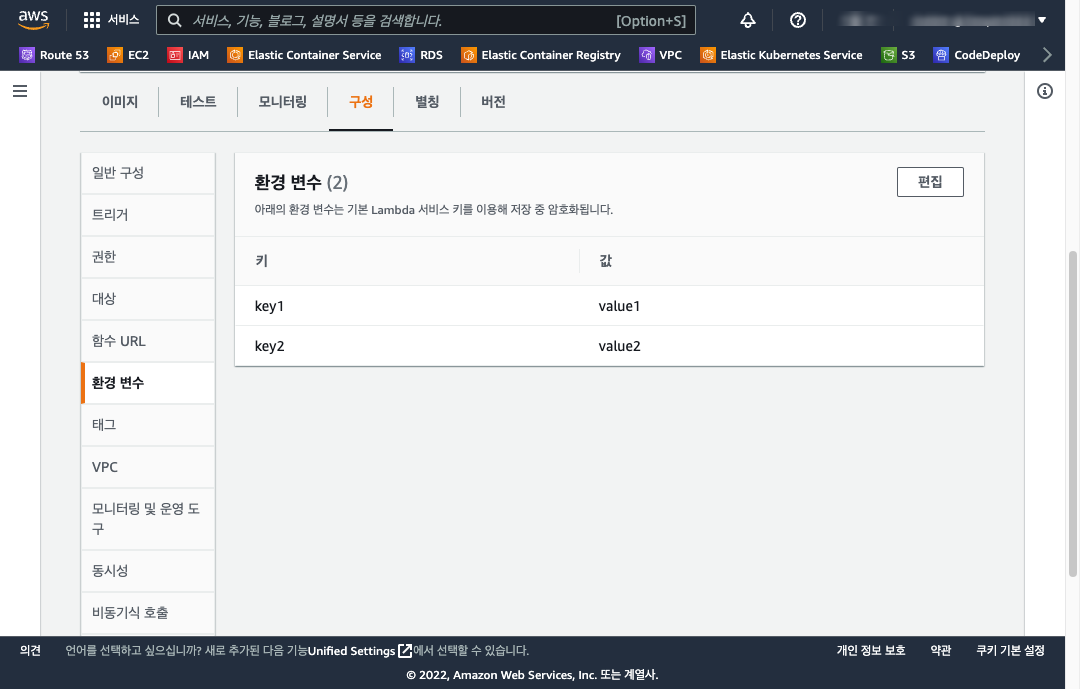 aws
서비스
서비스, 기능, 블로그, 설명서 등을 검색합니다.
[Option+S]
Route 53
EC2
IAM
Elastic Container Service
RDS
Elastic Container Registry
VPC
Elastic Kubernetes Service
S3
CodeDeploy
이미지
테스트
모니터링
구성
별칭
버전
일반 구성
트리거
권한
대상
함수 URL
환경 변수
태그
VPC
모니터링 및 운영 도
구
동시성
비동기식 호출
환경 변수 (2)
편집
아래의 환경 변수는 기본 Lambda 서비스 키를 이용해 저장 중 암호화됩니다.
키
값
key1
value1
key2
value2
의견
언어를 선택하고 싶으십니까? 새로 추가된 다음 기능Unified Settings에서 선택할 수 있습니다.
개인 정보 보호
약관
쿠키 기본 설정
© 2022, Amazon Web Services, Inc. 또는 계열사.